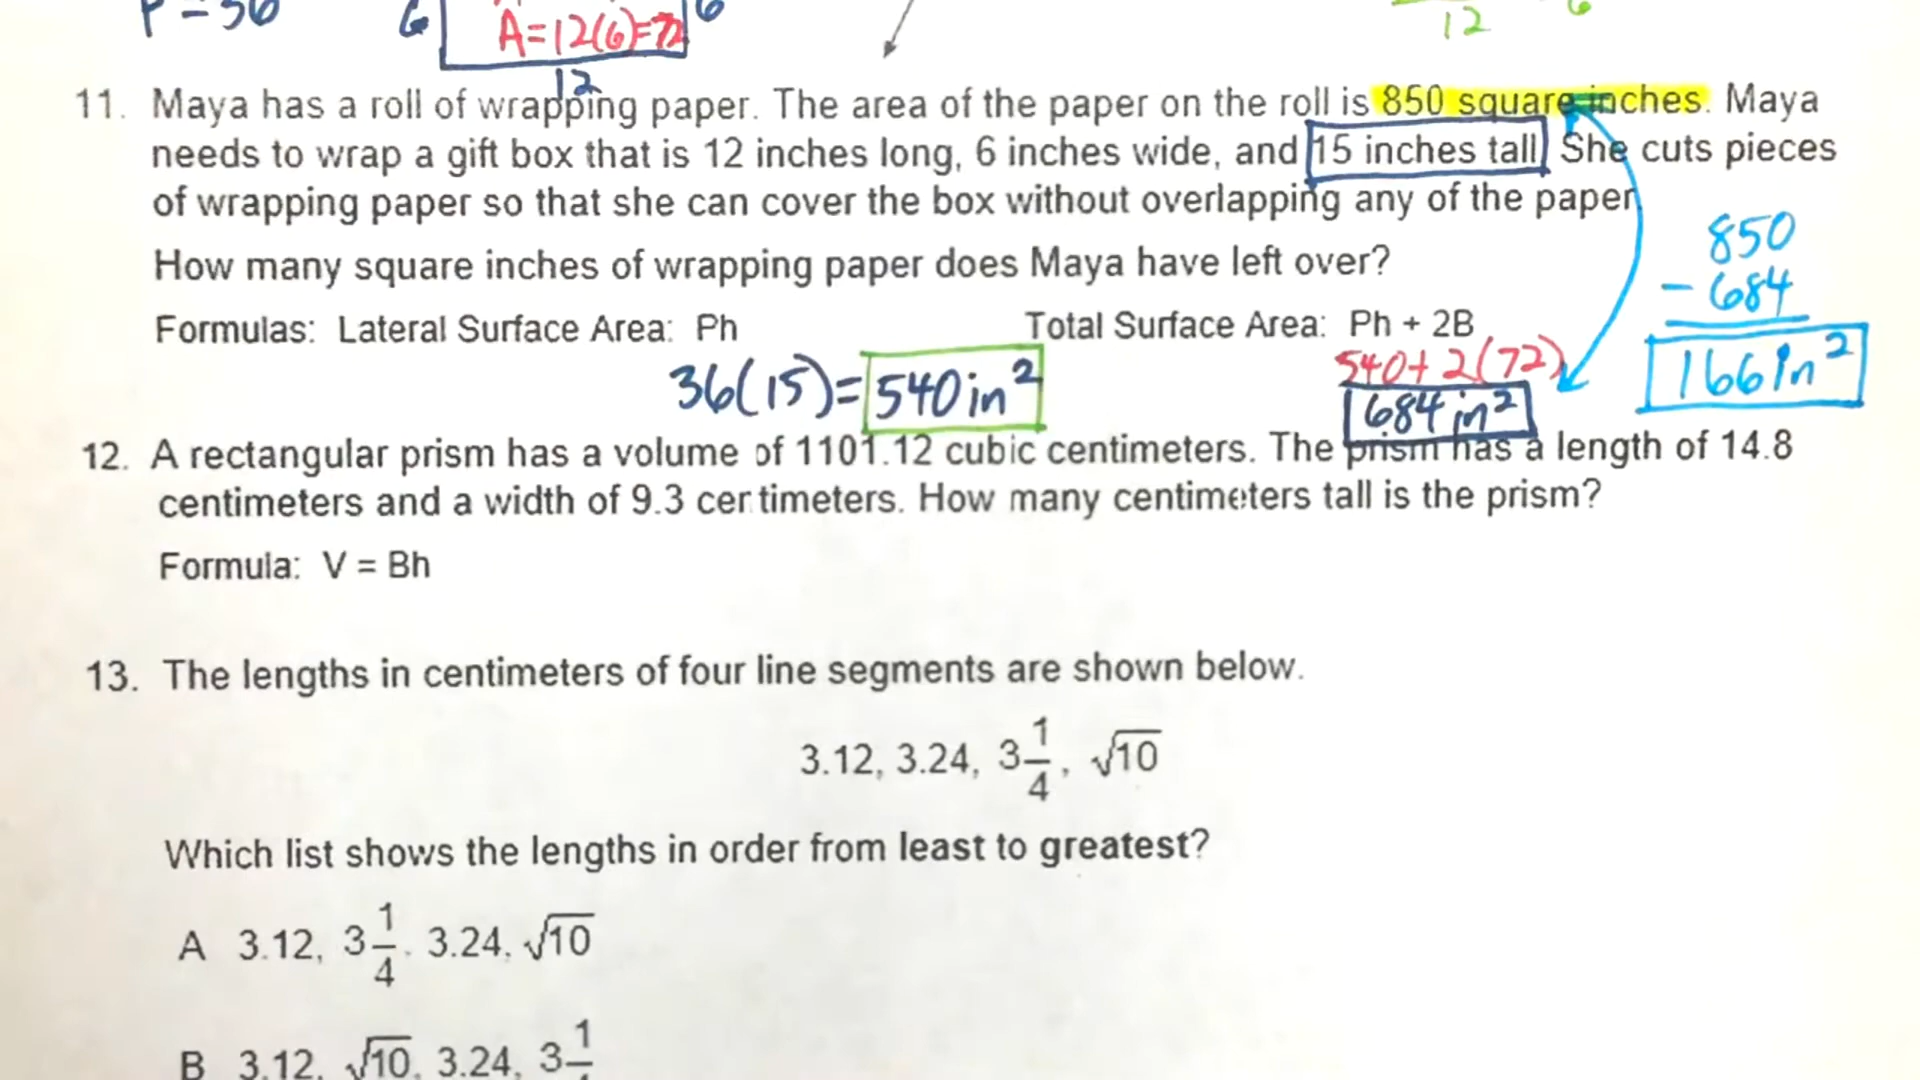 P = 36
6
A=12(6)=72
6
12
12
6
11. Maya has a roll of wrapping paper. The area of the paper on the roll is 850 square inches. Maya
needs to wrap a gift box that is 12 inches long, 6 inches wide, and 15 inches tall. She cuts pieces
of wrapping paper so that she can cover the box without overlapping any of the paper
How many square inches of wrapping paper does Maya have left over?
850
- 684
166 in²
Formulas: Lateral Surface Area: Ph
Total Surface Area: Ph + 2B
36(15)= 540 in²
540+ 2(72)
684 in²
12. A rectangular prism has a volume of 1101.12 cubic centimeters. The prism has a length of 14.8
centimeters and a width of 9.3 centimeters. How many centimeters tall is the prism?
Formula: V = Bh
13. The lengths in centimeters of four line segments are shown below.
3.12, 3.24, 3 1/4, √10
Which list shows the lengths in order from least to greatest?
A 3.12, 3 1/4, 3.24, √10
B 3.12, √10, 3.24, 3 1/4